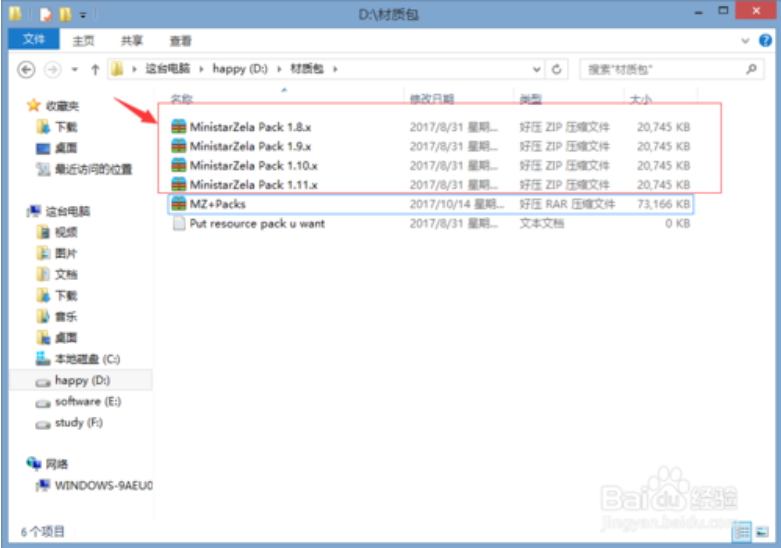 D:\材质包
文件 主页 共享 查看
这台电脑 happy (D:) 材质包 搜索"材质包"
名称 修改日期 类型 大小
收藏夹
下载
桌面
最近访问的位置
这台电脑
视频
图片
文档
下载
音乐
桌面
本地磁盘 (C:)
happy (D:)
software (E:)
study (F:)
网络
WINDOWS-9AEU0
MinistarZela Pack 1.8.x 2017/8/31 星期... 好压 ZIP 压缩文件 20,745 KB
MinistarZela Pack 1.9.x 2017/8/31 星期... 好压 ZIP 压缩文件 20,745 KB
MinistarZela Pack 1.10.x 2017/8/31 星期... 好压 ZIP 压缩文件 20,745 KB
MinistarZela Pack 1.11.x 2017/8/31 星期... 好压 ZIP 压缩文件 20,745 KB
MZ+Packs 2017/10/14 星期... 好压 RAR 压缩文件 73,166 KB
Put resource pack u want 2017/8/31 星期... 文本文档 0 KB
6 个项目
Baidu 经验
jingyan.baidu.com